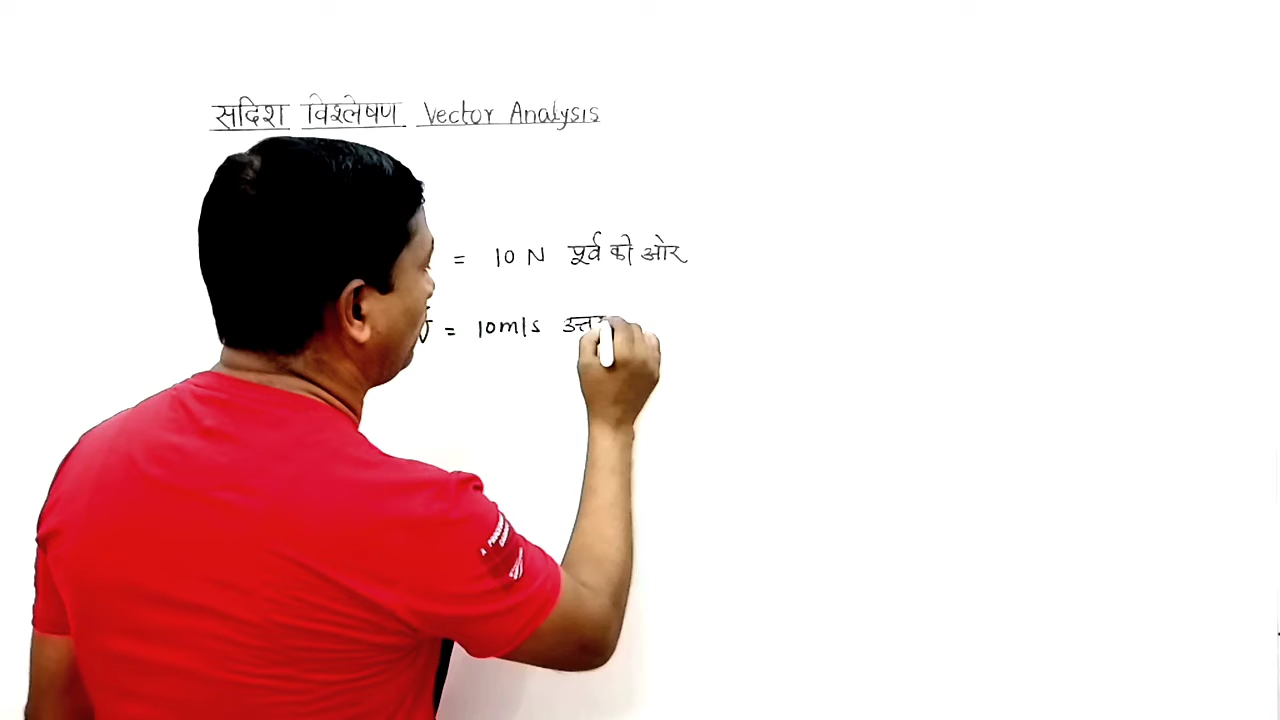 सदिश विश्लेषण Vector Analysis
= 10 N पूर्व की ओर
= 10m/s